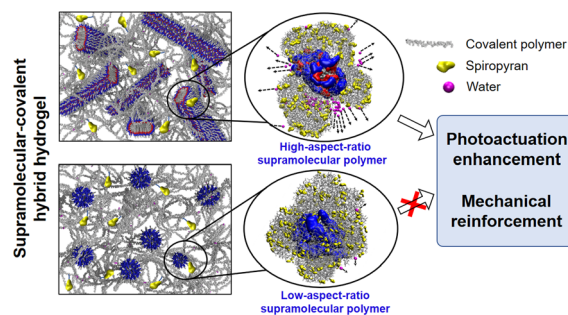 Supramolecular-covalent
hybrid hydrogel
High-aspect-ratio
supramolecular polymer
Low-aspect-ratio
supramolecular polymer
Covalent polymer
Spiropyran
Water
Photoactuation
enhancement
Mechanical
reinforcement